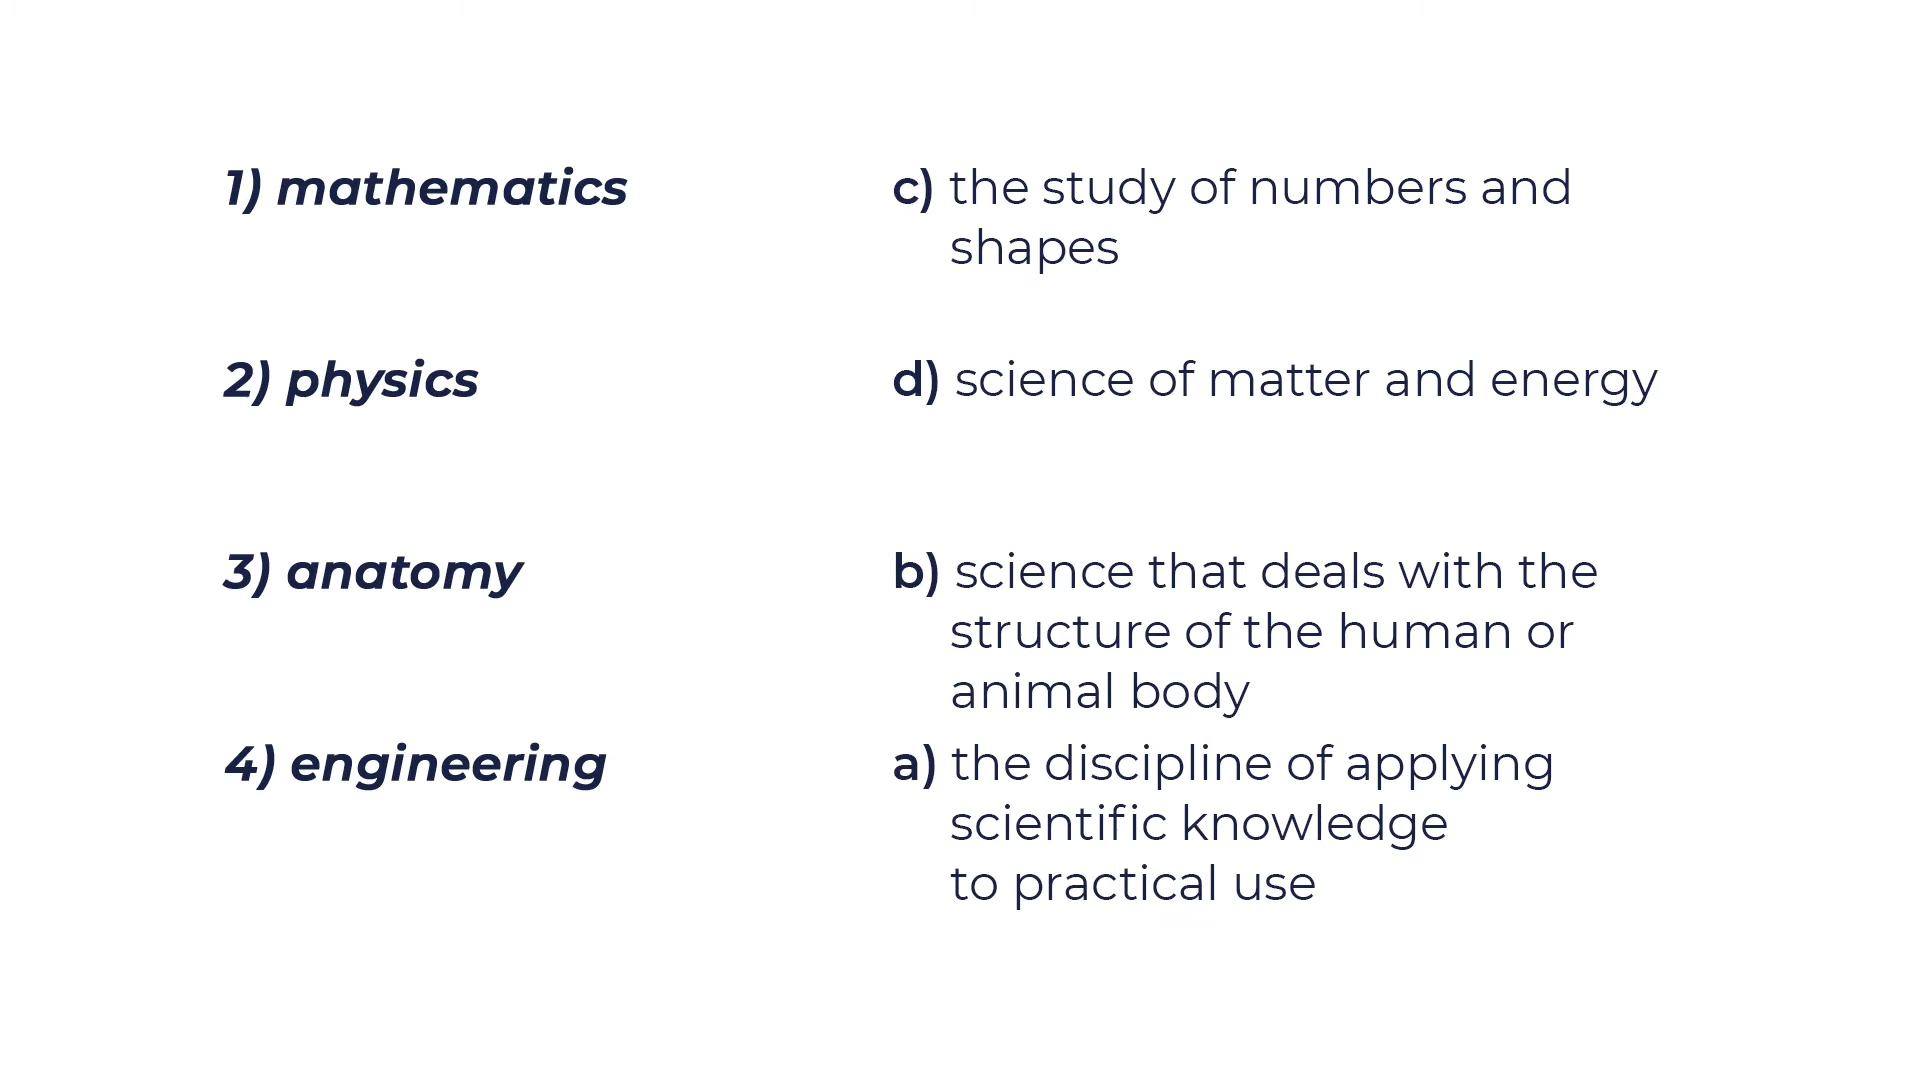 1) mathematics
c) the study of numbers and
shapes
2) physics
d) science of matter and energy
3) anatomy
b) science that deals with the
structure of the human or
animal body
4) engineering
a) the discipline of applying
scientific knowledge
to practical use